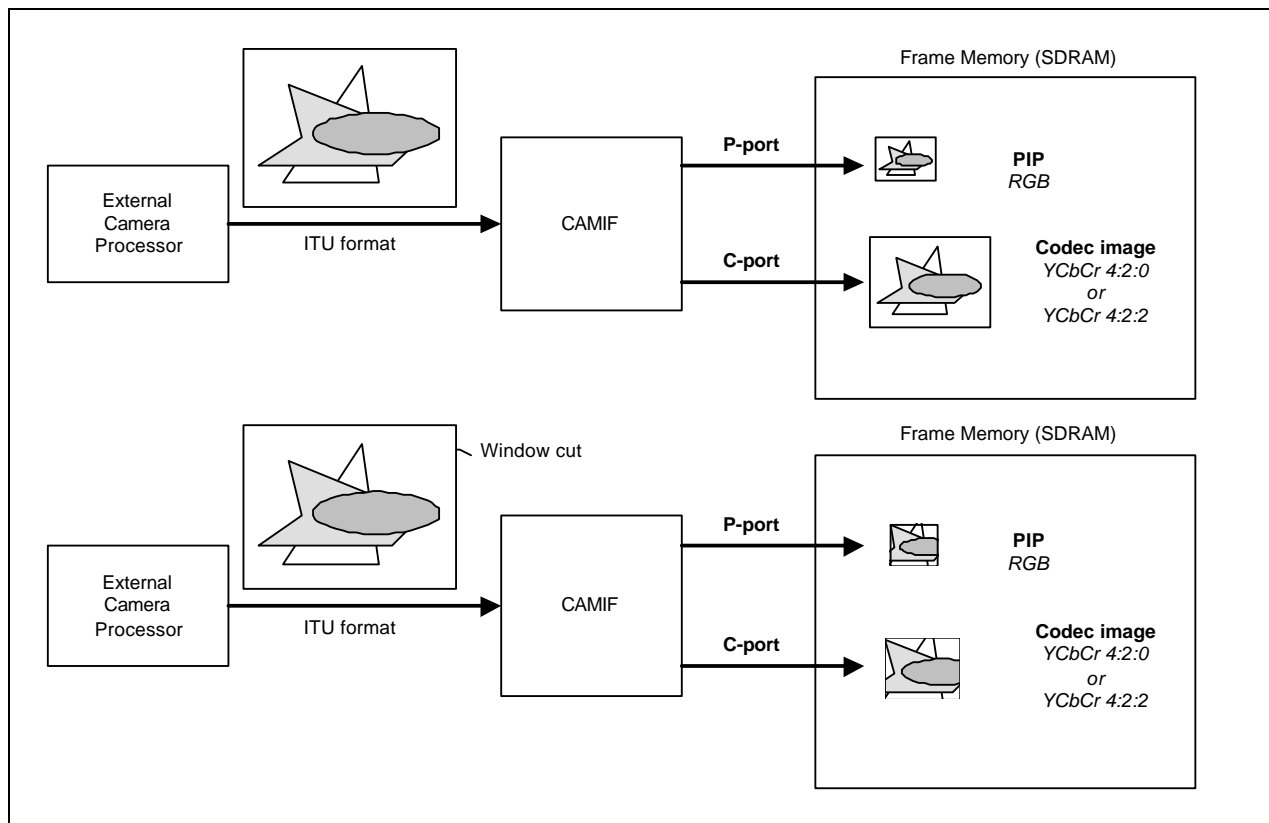 Frame Memory (SDRAM)
External
Camera
Processor
ITU format
CAMIF
P-port
C-port
PIP
RGB
Codec image
YCbCr 4:2:0
or
YCbCr 4:2:2
Window cut
Frame Memory (SDRAM)
External
Camera
Processor
ITU format
CAMIF
P-port
C-port
PIP
RGB
Codec image
YCbCr 4:2:0
or
YCbCr 4:2:2